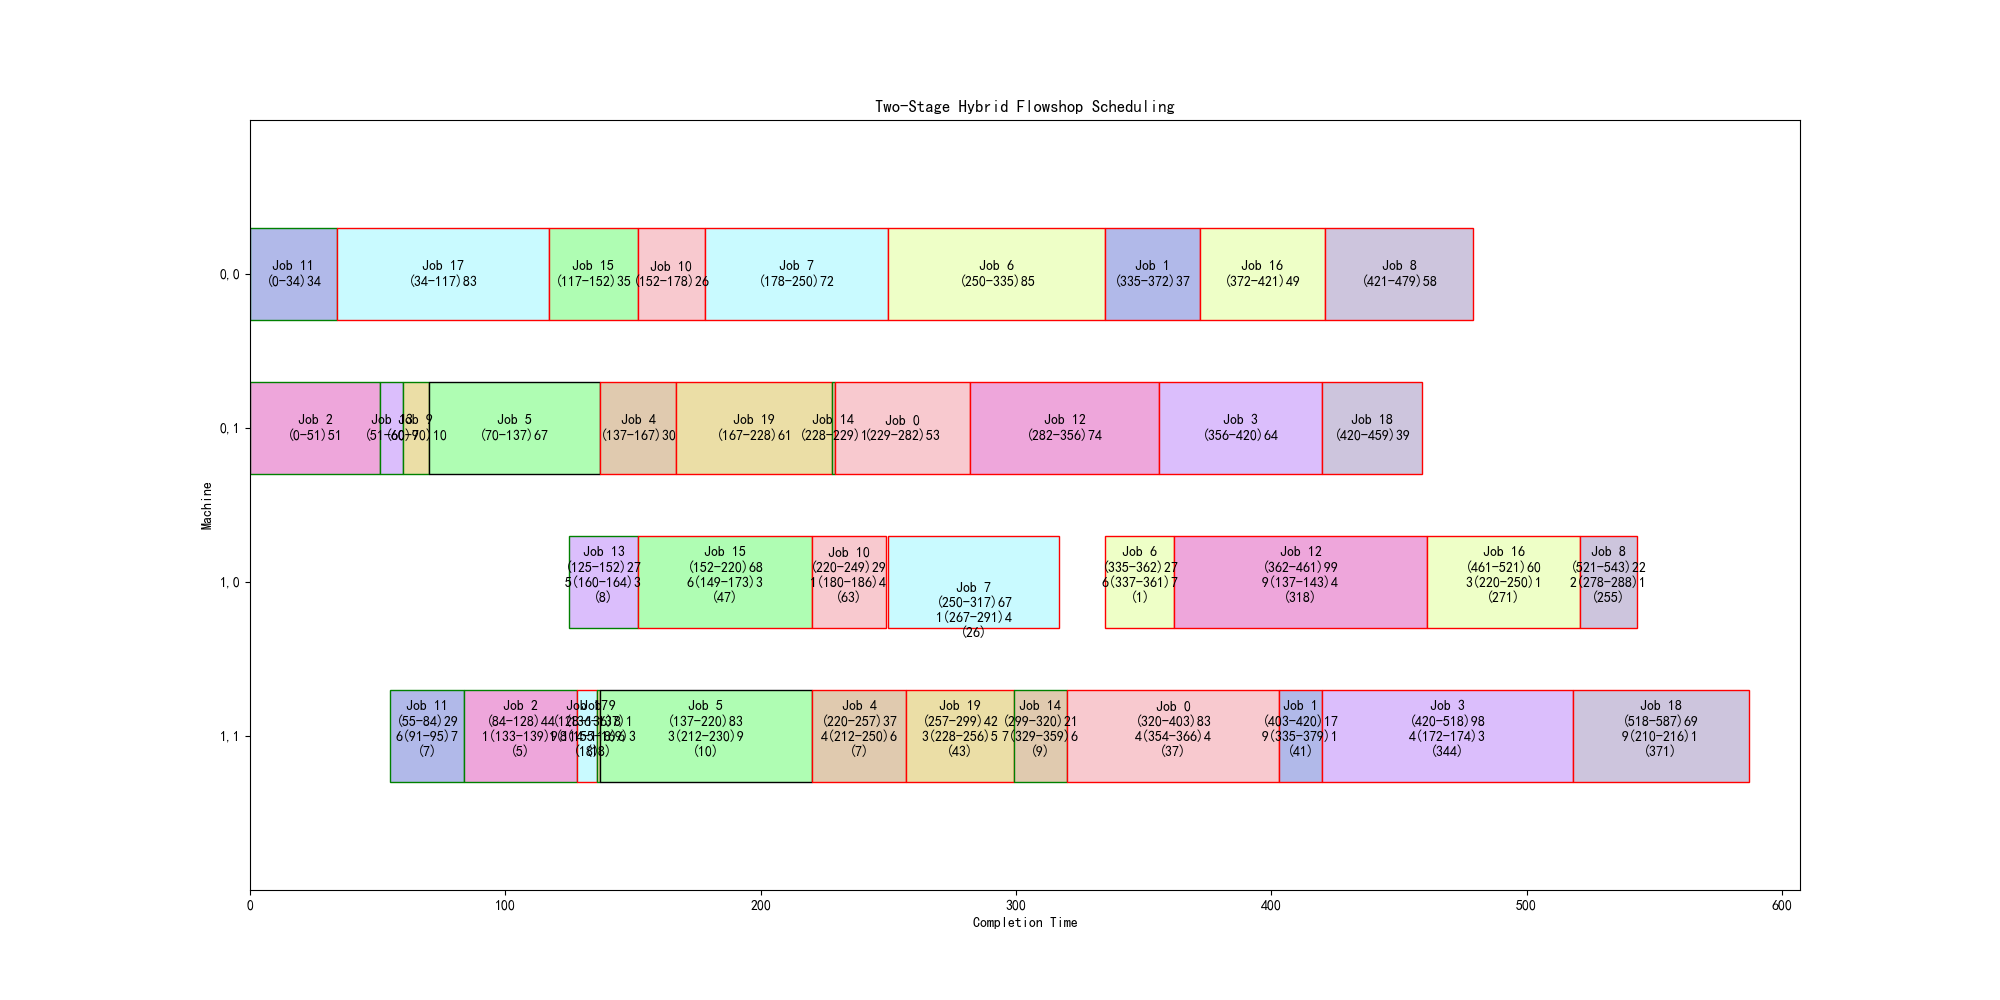 Two-Stage Hybrid Flowshop Scheduling
Machine
0,0
Job 11
(0-34)34
Job 17
(34-117)83
Job 15
(117-152)35
Job 10
(152-178)26
Job 7
(178-250)72
Job 6
(250-335)85
Job 1
(335-372)37
Job 16
(372-421)49
Job 8
(421-479)58
0,1
Job 2
(0-51)51
Job 13
Job 9
Job 5
(70-137)67
Job 4
(137-167)30
Job 19
(167-228)61
Job 14
(228-229)1
Job 0
(229-282)53
Job 12
(282-356)74
Job 3
(356-420)64
Job 18
(420-459)39
1,0
Job 13
(125-152)27
5(160-164)3
(8)
Job 15
(152-220)68
6(149-173)3
(47)
Job 10
(220-249)29
1(180-186)4
(63)
Job 7
(250-317)67
1(267-291)4
(26)
Job 6
(335-362)27
6(337-361)7
(1)
Job 12
(362-461)99
9(137-143)4
(318)
Job 16
(461-521)60
3(220-250)1
(271)
Job 8
(521-543)22
2(278-288)1
(255)
1,1
Job 11
(55-84)29
6(91-95)7
(7)
Job 2
(84-128)44
1(133-139)9
(5)
Job 5
(137-220)83
3(212-230)9
(10)
Job 4
(220-257)37
4(212-250)6
(7)
Job 19
(257-299)42
3(228-256)5
(43)
Job 14
(299-320)21
7(329-359)6
(9)
Job 0
(320-403)83
4(354-366)4
(37)
Job 1
(403-420)17
9(335-379)1
(41)
Job 3
(420-518)98
4(172-174)3
(344)
Job 18
(518-587)69
9(210-216)1
(371)
0
100
200
300
400
500
600
Completion Time